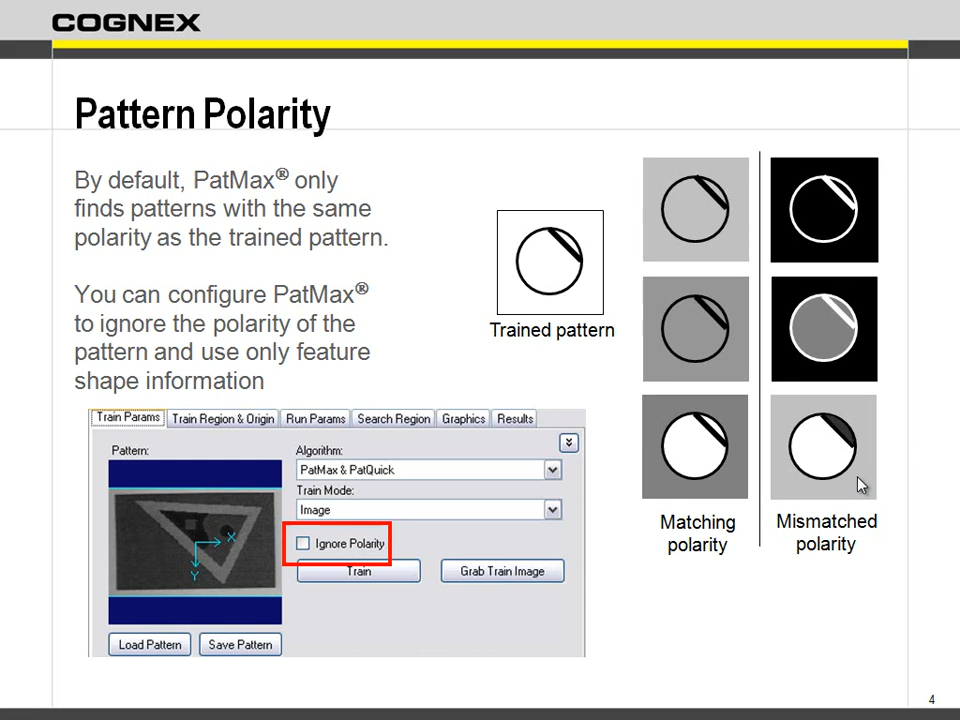 COGNEX
Pattern Polarity
By default, PatMax® only
finds patterns with the same
polarity as the trained pattern.
You can configure PatMax®
to ignore the polarity of the
pattern and use only feature
shape information
Trained pattern
Matching
polarity
Mismatched
polarity
Train Params
Train Region & Origin
Run Params
Search Region
Graphics
Results
Pattern:
X
Y
Load Pattern
Save Pattern
Algorithm:
PatMax & PatQuick
Train Mode:
Image
Ignore Polarity
Train
Grab Train Image
4